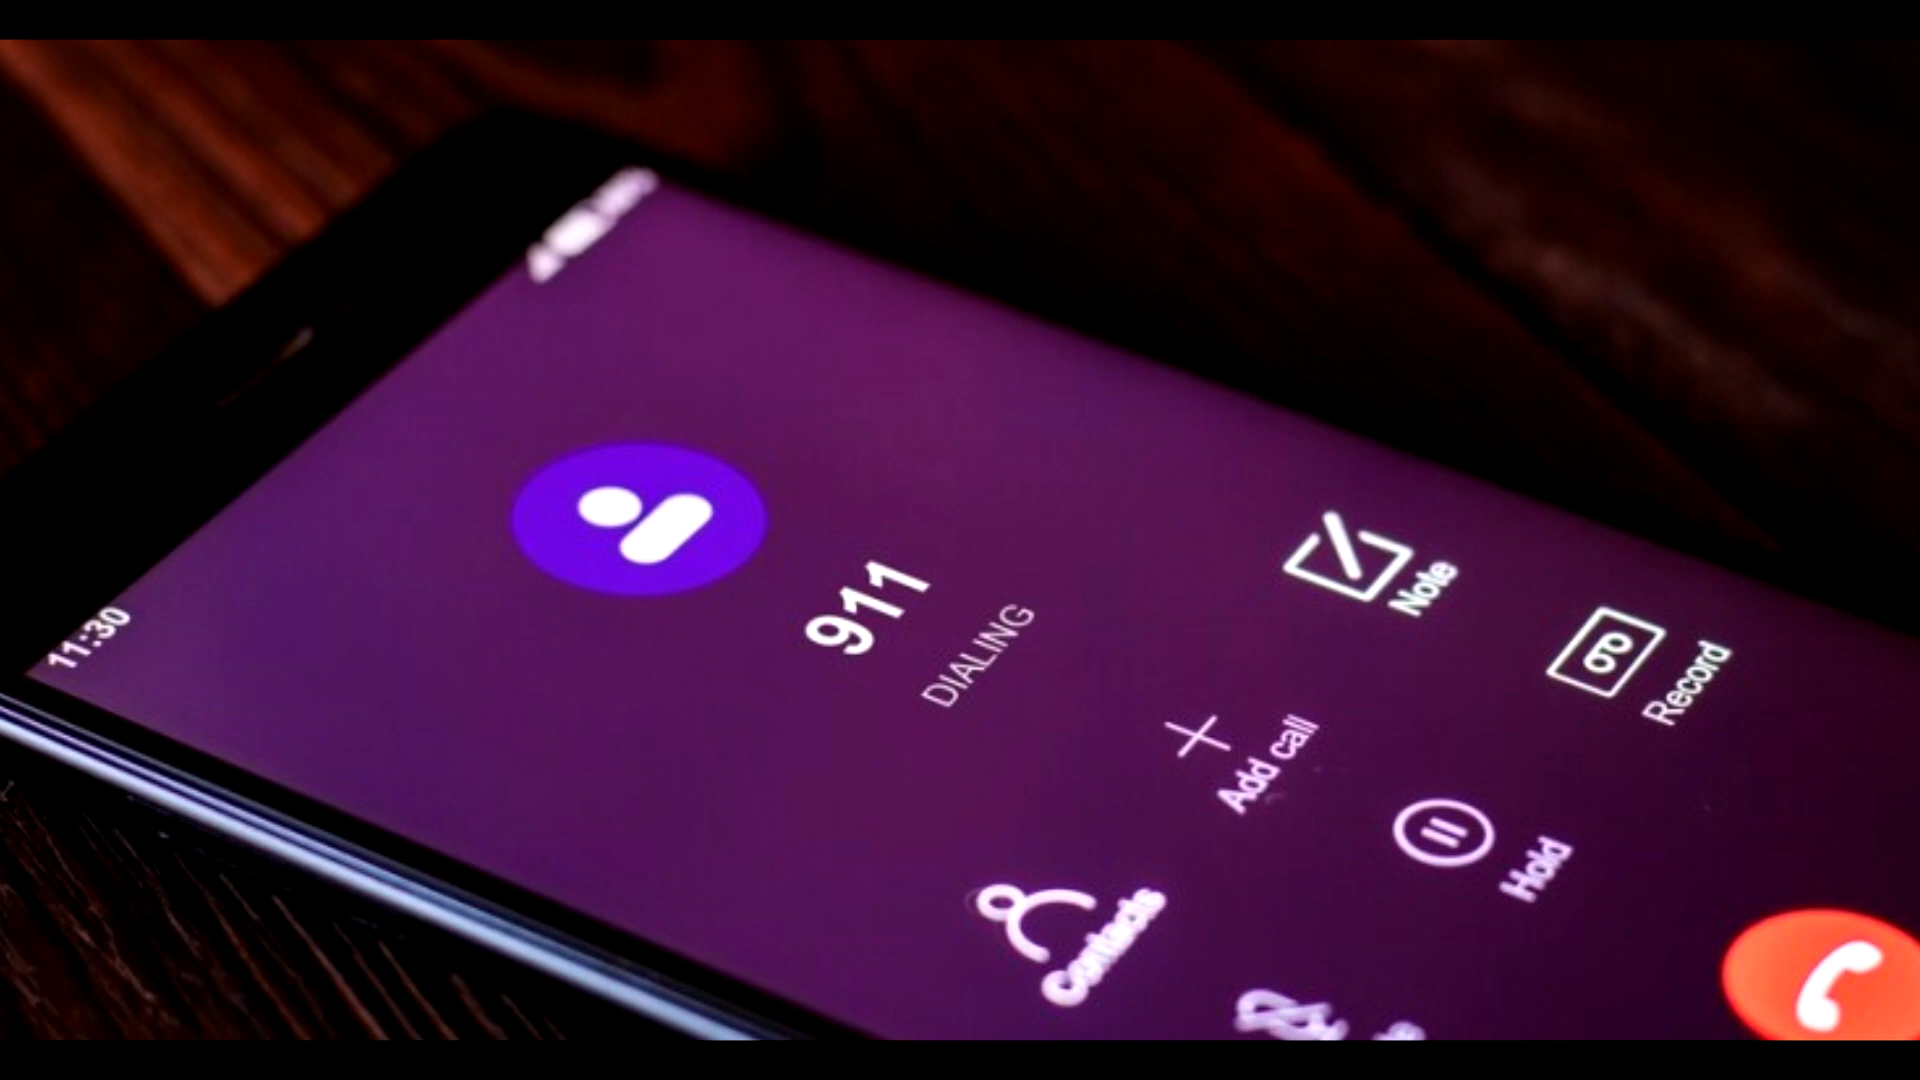 11:30
911
DIALING
Note
Record
Add call
Hold
Contacts